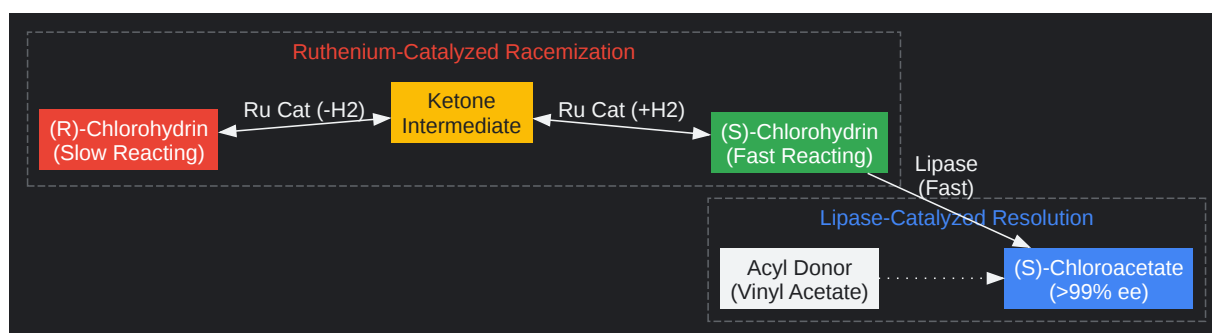 Ruthenium-Catalyzed Racemization
Ketone
Intermediate
Ru Cat (-H2)
Ru Cat (+H2)
(R)-Chlorohydrin
(Slow Reacting)
(S)-Chlorohydrin
(Fast Reacting)
Lipase
(Fast)
Lipase-Catalyzed Resolution
Acyl Donor
(Vinyl Acetate)
(S)-Chloroacetate
(>99% ee)